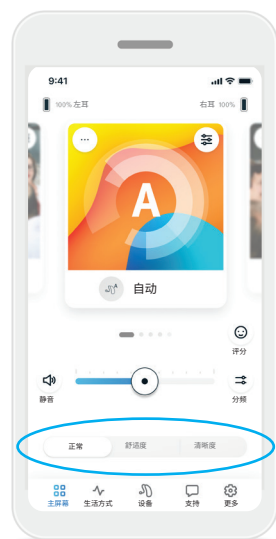 9:41
100% 左耳
右耳 100%
A
自动
评分
静音
分频
正常 舒适度 清晰度
主屏幕 生活方式 设备 支持 更多